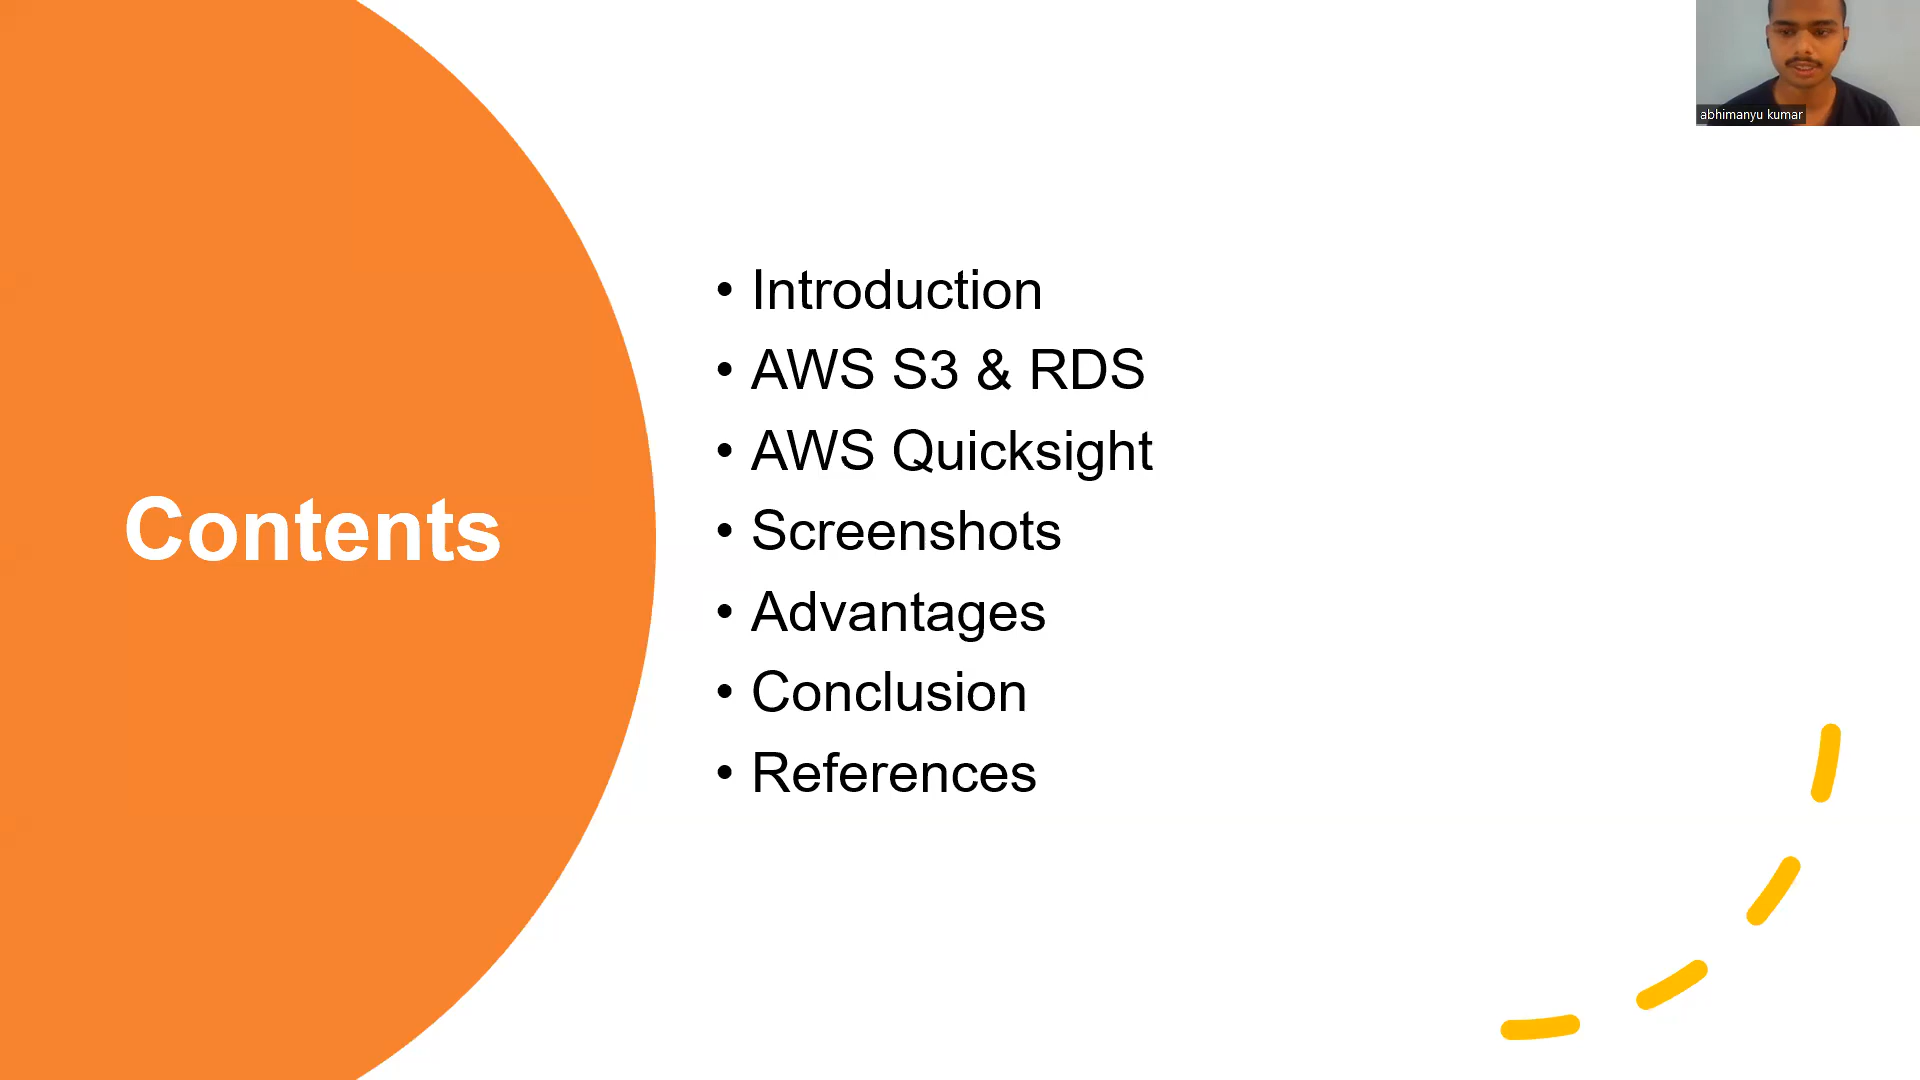 abhimanyu kumar
Contents
• Introduction
• AWS S3 & RDS
• AWS Quicksight
• Screenshots
• Advantages
• Conclusion
• References